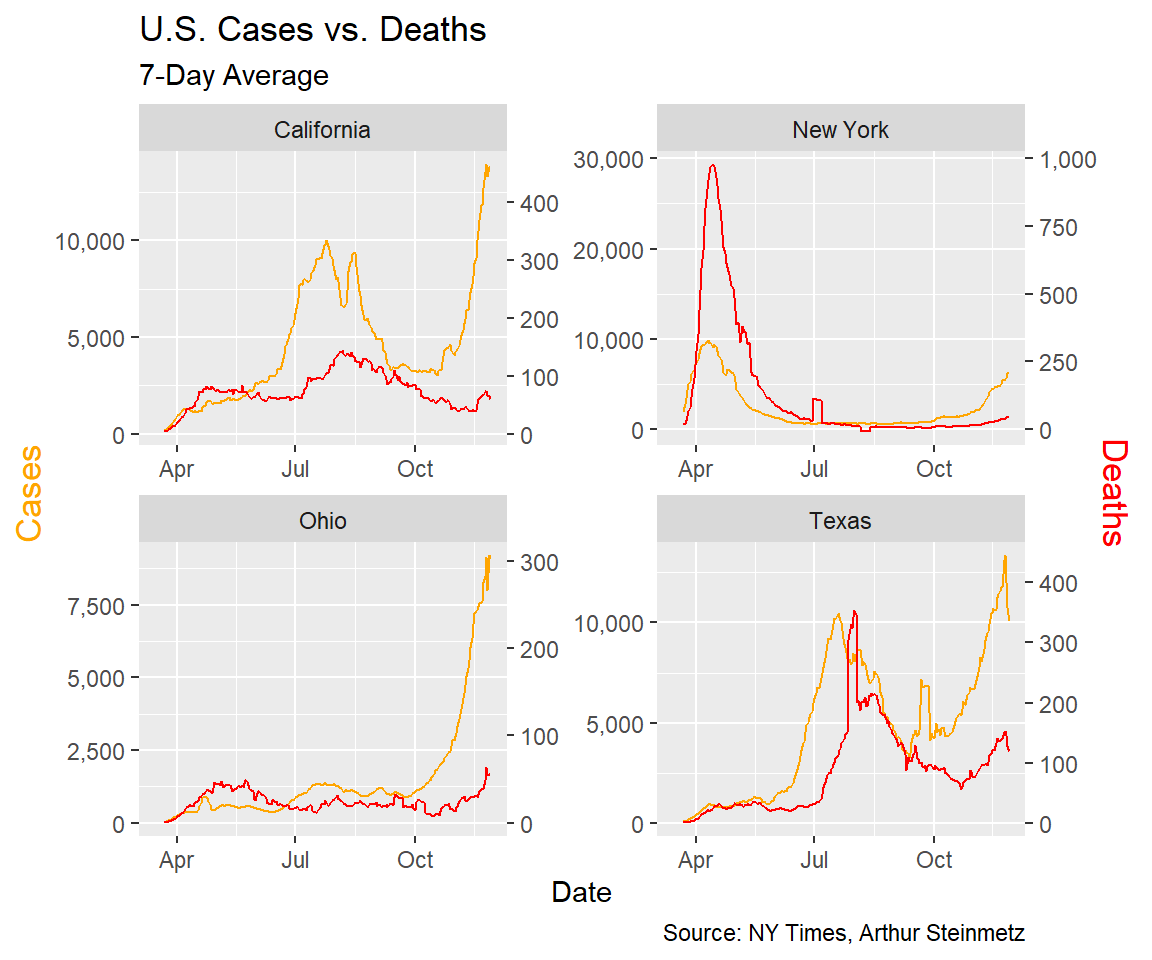 U.S. Cases vs. Deaths
7-Day Average
California
New York
10,000
5,000
0
400
300
200
100
0
30,000
20,000
10,000
0
1,000
750
500
250
0
Apr Jul Oct
Apr Jul Oct
Cases
Deaths
Ohio
Texas
7,500
5,000
2,500
0
300
200
100
0
10,000
5,000
0
400
300
200
100
0
Apr Jul Oct
Apr Jul Oct
Date
Source: NY Times, Arthur Steinmetz